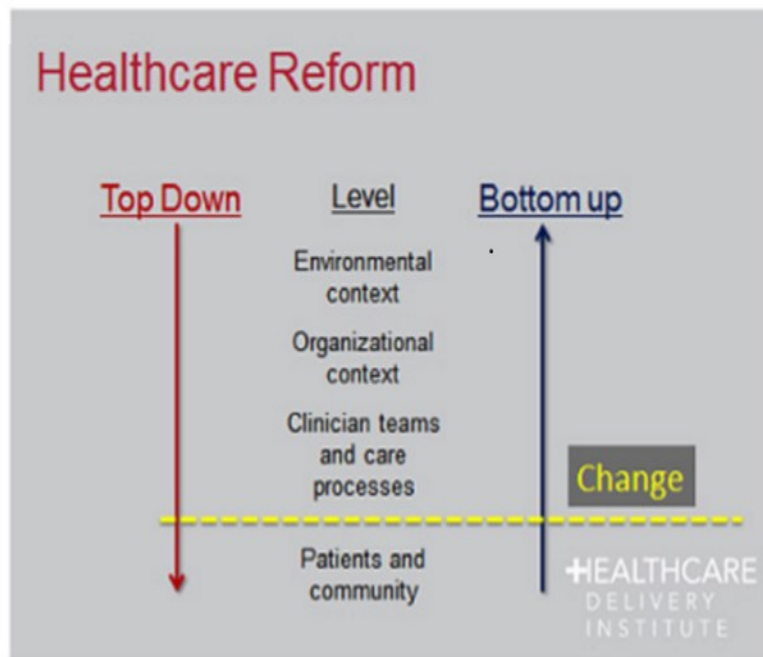 Healthcare Reform
Top Down
Level
Bottom up
Environmental
context
Organizational
context
Clinician teams
and care
processes
Change
Patients and
community
HEALTHCARE
DELIVERY
INSTITUTE